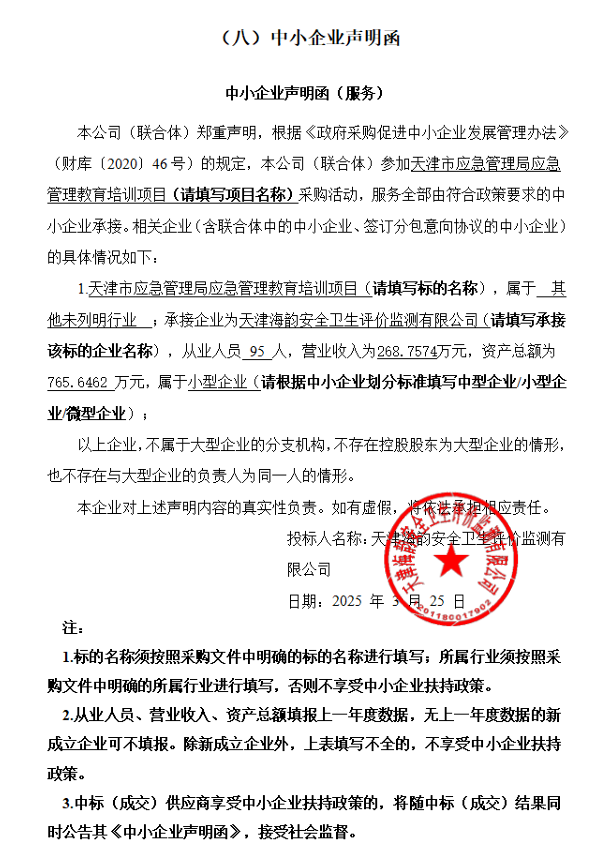 （八）中小企业声明函
中小企业声明函（服务）
本公司（联合体）郑重声明，根据《政府采购促进中小企业发展管理办法》
（财库〔2020〕46号）的规定，本公司（联合体）参加天津市应急管理局应急
管理教育培训项目（请填写项目名称）采购活动，服务全部由符合政策要求的中
小企业承接。相关企业（含联合体中的中小企业、签订分包意向协议的中小企业）
的具体情况如下：
1.天津市应急管理局应急管理教育培训项目（请填写标的名称），属于 其
他未列明行业 ；承接企业为天津海韵安全卫生评价监测有限公司（请填写承接
该标的企业名称），从业人员 95 人，营业收入为268.7574万元，资产总额为
765.6462 万元，属于小型企业（请根据中小企业划分标准填写中型企业/小型企
业/微型企业）；
以上企业，不属于大型企业的分支机构，不存在控股股东为大型企业的情形，
也不存在与大型企业的负责人为同一人的情形。
本企业对上述声明内容的真实性负责。如有虚假，将依法承担相应责任。
投标人名称：天津海韵安全卫生评价监测有
限公司
日期：2025 年 3 月 25 日
天津海韵安全卫生评价监测有限公司
201180017902
注：
1.标的名称须按照采购文件中明确的标的名称进行填写；所属行业须按照采
购文件中明确的所属行业进行填写，否则不享受中小企业扶持政策。
2.从业人员、营业收入、资产总额填报上一年度数据，无上一年度数据的新
成立企业可不填报。除新成立企业外，上表填写不全的，不享受中小企业扶持
政策。
3.中标（成交）供应商享受中小企业扶持政策的，将随中标（成交）结果同
时公告其《中小企业声明函》，接受社会监督。